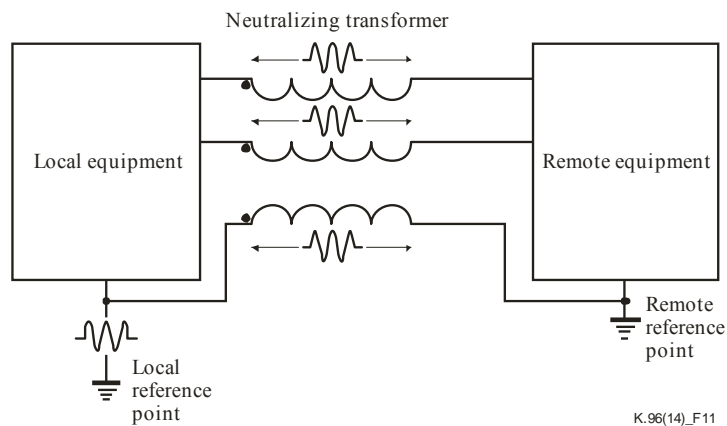 Neutralizing transformer
Local equipment
Remote equipment
Remote
reference
point
Local
reference
point
K.96(14)_F11